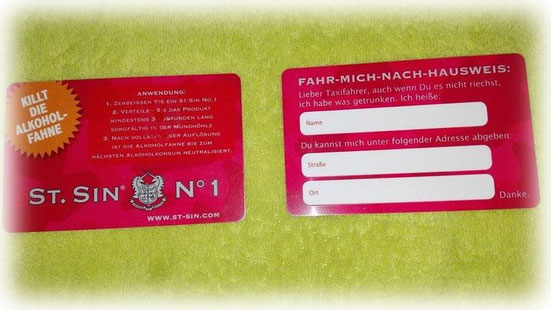 KILLT
DIE
ALKOHOL-
FAHNE
ANWENDUNG:
1. ZERBEISSEN SIE EIN ST.SIN NO.1
2. VERTEILEN SIE DAS PRODUKT
MINDESTENS 3 SEKUNDEN LANG
SORGFÄLTIG IN DER MUNDHÖHLE
3. NACH DER AUFLÖSUNG
IST DIE ALKOHOLFAHNE BIS ZUM
NÄCHSTEN ALKOHOLKONSUM NEUTRALISIERT.
ST. SIN® N°1
WWW.ST-SIN.COM
FAHR-MICH-NACH-HAUSWEIS:
Lieber Taxifahrer, auch wenn Du es nicht riechst,
ich habe was getrunken. Ich heiße:
Name
Du kannst mich unter folgender Adresse abgeben:
Straße
Ort
Danke.